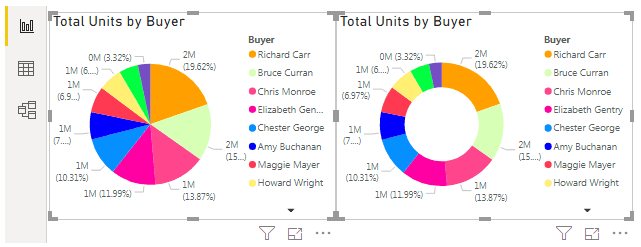 Total Units by Buyer
0M (3.32%)
2M
(19.62%)
1M
(6....)
1M
(6.9...)
1M
(7....)
2M
(15....)
1M
(10.31%)
1M (11.99%)
1M
(13.87%)
Buyer
Richard Carr
Bruce Curran
Chris Monroe
Elizabeth Gen...
Chester George
Amy Buchanan
Maggie Mayer
Howard Wright
Total Units by Buyer
0M (3.32%)
2M
(19.62%)
1M
(6....)
1M
(6.97%)
1M
(7....)
2M
(15....)
1M
(10.31%)
1M (11.99%)
1M
(13.87%)
Buyer
Richard Carr
Bruce Curran
Chris Monroe
Elizabeth Gentry
Chester George
Amy Buchanan
Maggie Mayer
Howard Wright